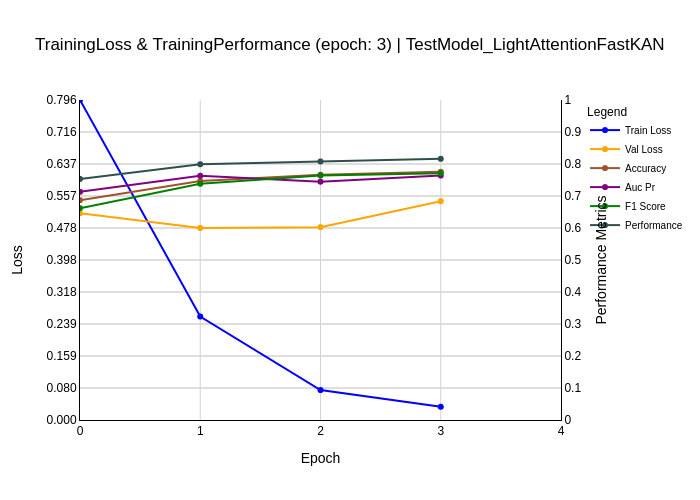 TrainingLoss & TrainingPerformance (epoch: 3) | TestModel_LightAttentionFastKAN
0.796
0.716
0.637
0.557
0.478
0.398
0.318
0.239
0.159
0.080
0.000
Loss
0
1
2
3
4
Epoch
1
0.9
0.8
0.7
0.6
0.5
0.4
0.3
0.2
0.1
0
Performance Metrics
Legend
Train Loss
Val Loss
Accuracy
Auc Pr
F1 Score
Performance